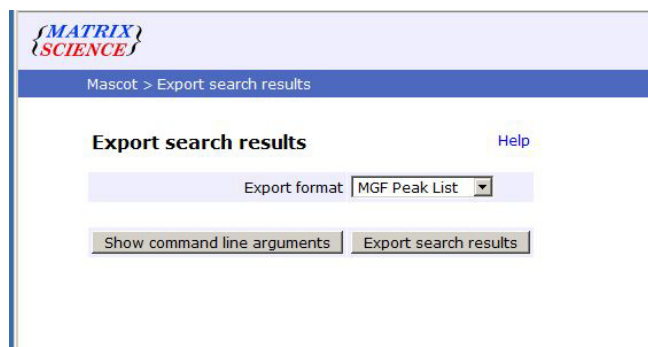 MATRIX
SCIENCE
Mascot > Export search results
Export search results
Help
Export format MGF Peak List
Show command line arguments Export search results